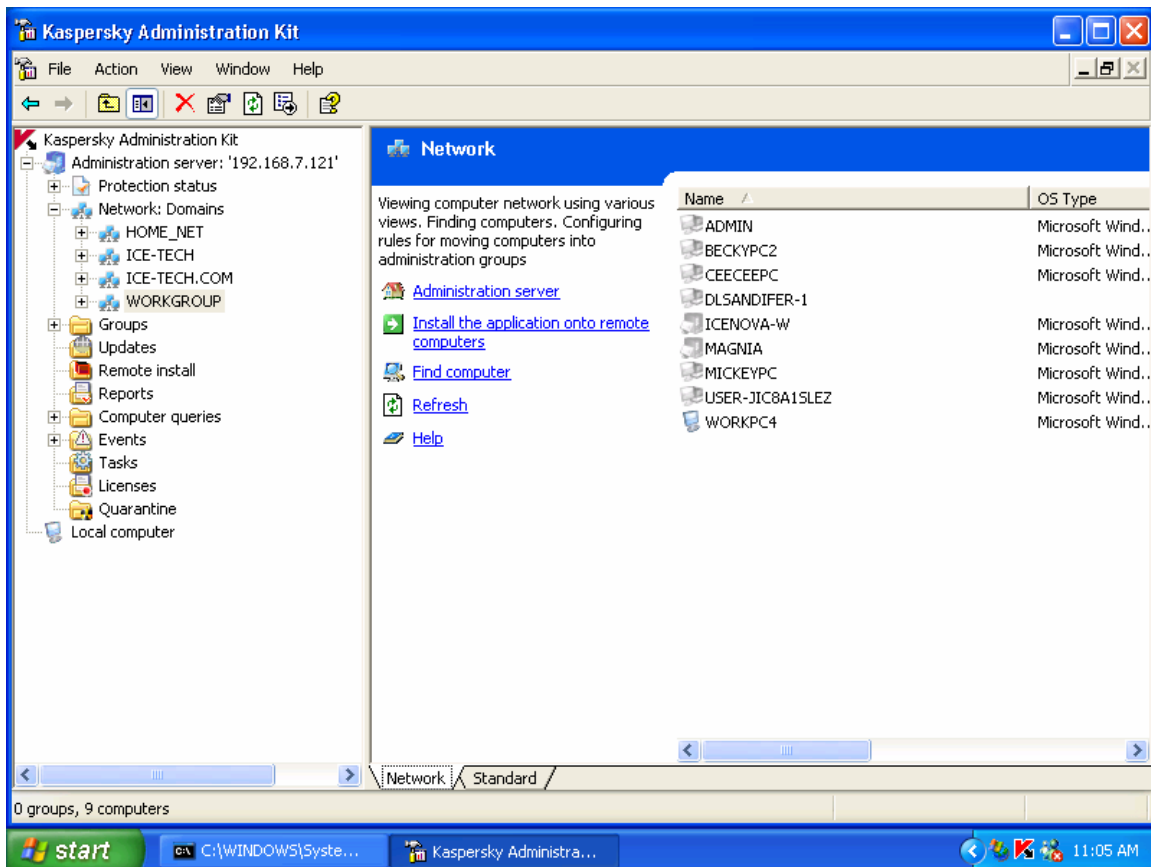 Kaspersky Administration Kit
File Action View Window Help
Kaspersky Administration Kit
Administration server: '192.168.7.121'
Protection status
Network: Domains
HOME_NET
ICE-TECH
ICE-TECH.COM
WORKGROUP
Groups
Updates
Remote install
Reports
Computer queries
Events
Tasks
Licenses
Quarantine
Local computer
Network
Viewing computer network using various
views. Finding computers. Configuring
rules for moving computers into
administration groups
Administration server
Install the application onto remote
computers
Find computer
Refresh
Help
Name OS Type
ADMIN Microsoft Wind..
BECKYPC2 Microsoft Wind..
CEECEEPC Microsoft Wind..
DLSANDIFER-1
ICENOVA-W Microsoft Wind..
MAGNIA Microsoft Wind..
MICKEYPC Microsoft Wind..
USER-JIC8A1SLEZ Microsoft Wind..
WORKPC4 Microsoft Wind..
Network Standard
0 groups, 9 computers
start C:\WINDOWS\Syste... Kaspersky Administra... 11:05 AM